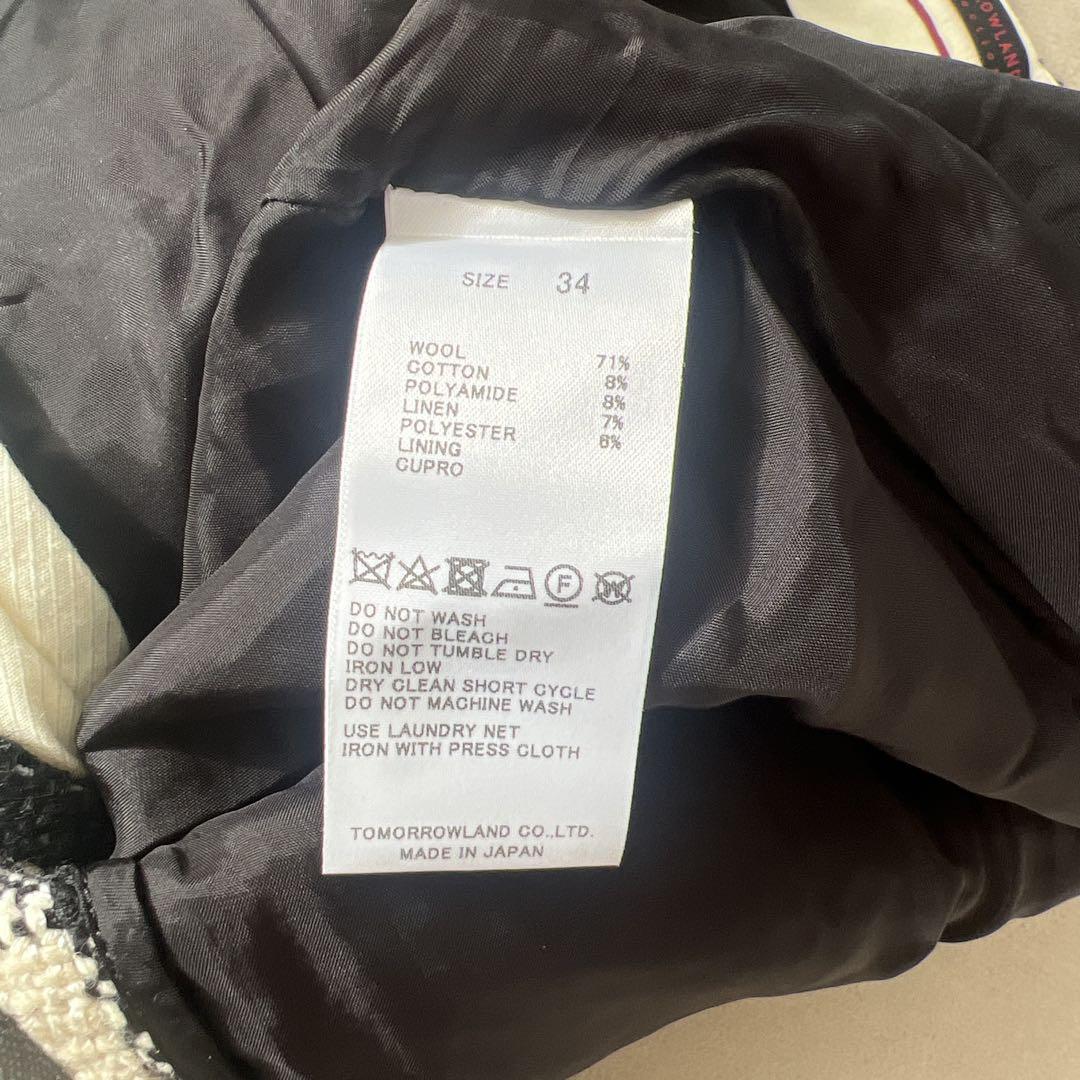 OWLAND
SIZE 34
WOOL 71%
COTTON 8%
POLYAMIDE 8%
LINEN 7%
POLYESTER 6%
LINING
CUPRO
F W
DO NOT WASH
DO NOT BLEACH
DO NOT TUMBLE DRY
IRON LOW
DRY CLEAN SHORT CYCLE
DO NOT MACHINE WASH
USE LAUNDRY NET
IRON WITH PRESS CLOTH
TOMORROWLAND CO.,LTD.
MADE IN JAPAN